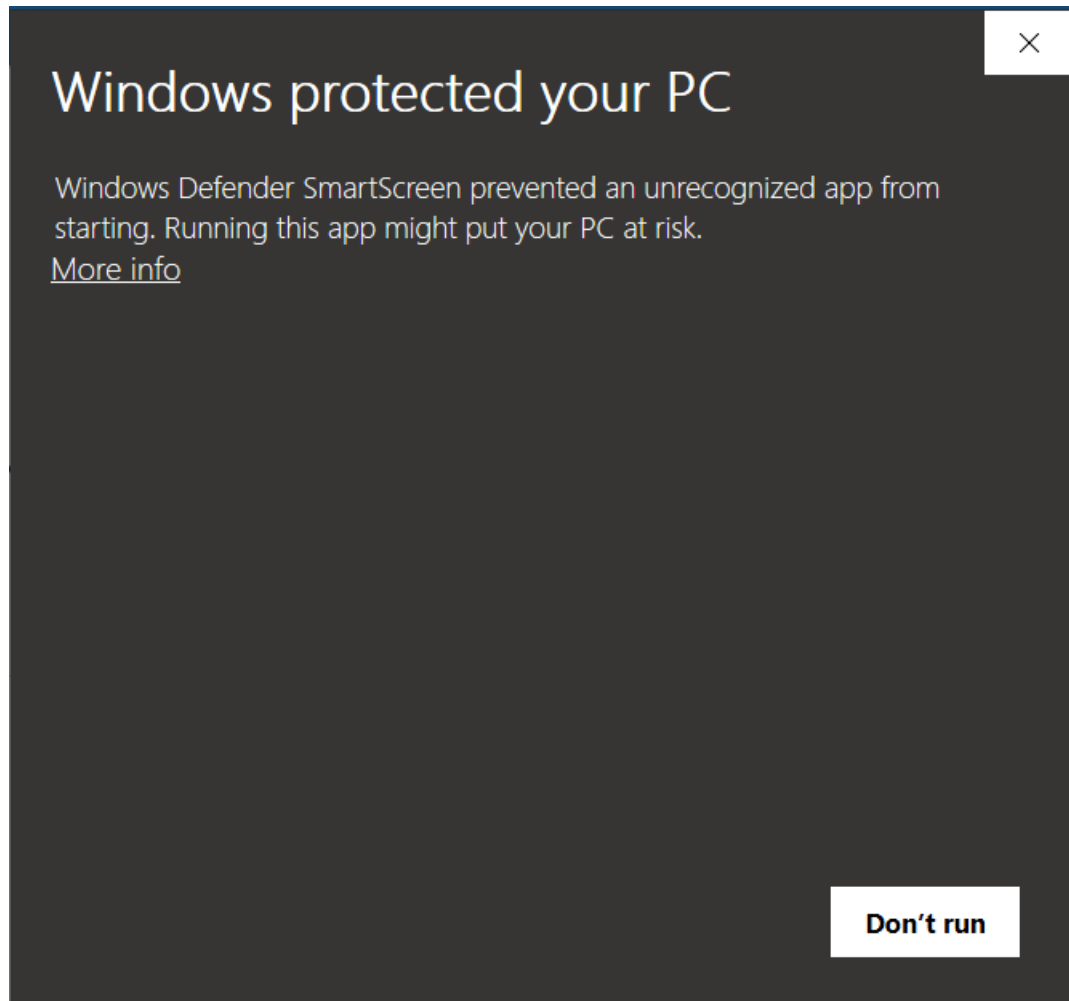 Windows protected your PC
Windows Defender SmartScreen prevented an unrecognized app from
starting. Running this app might put your PC at risk.
More info
Don't run